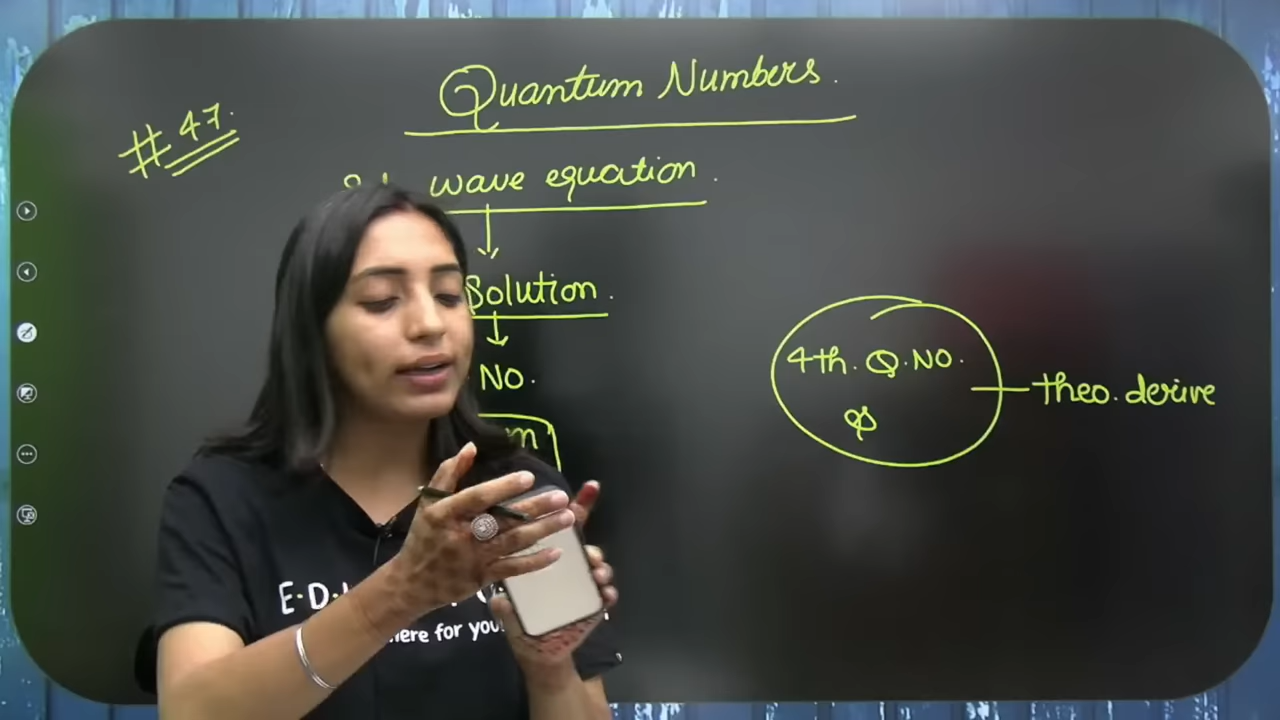 Quantum Numbers.
# 47.
wave equation.
Solution.
NO.
4th. Q.NO.
theo. derive
here for you